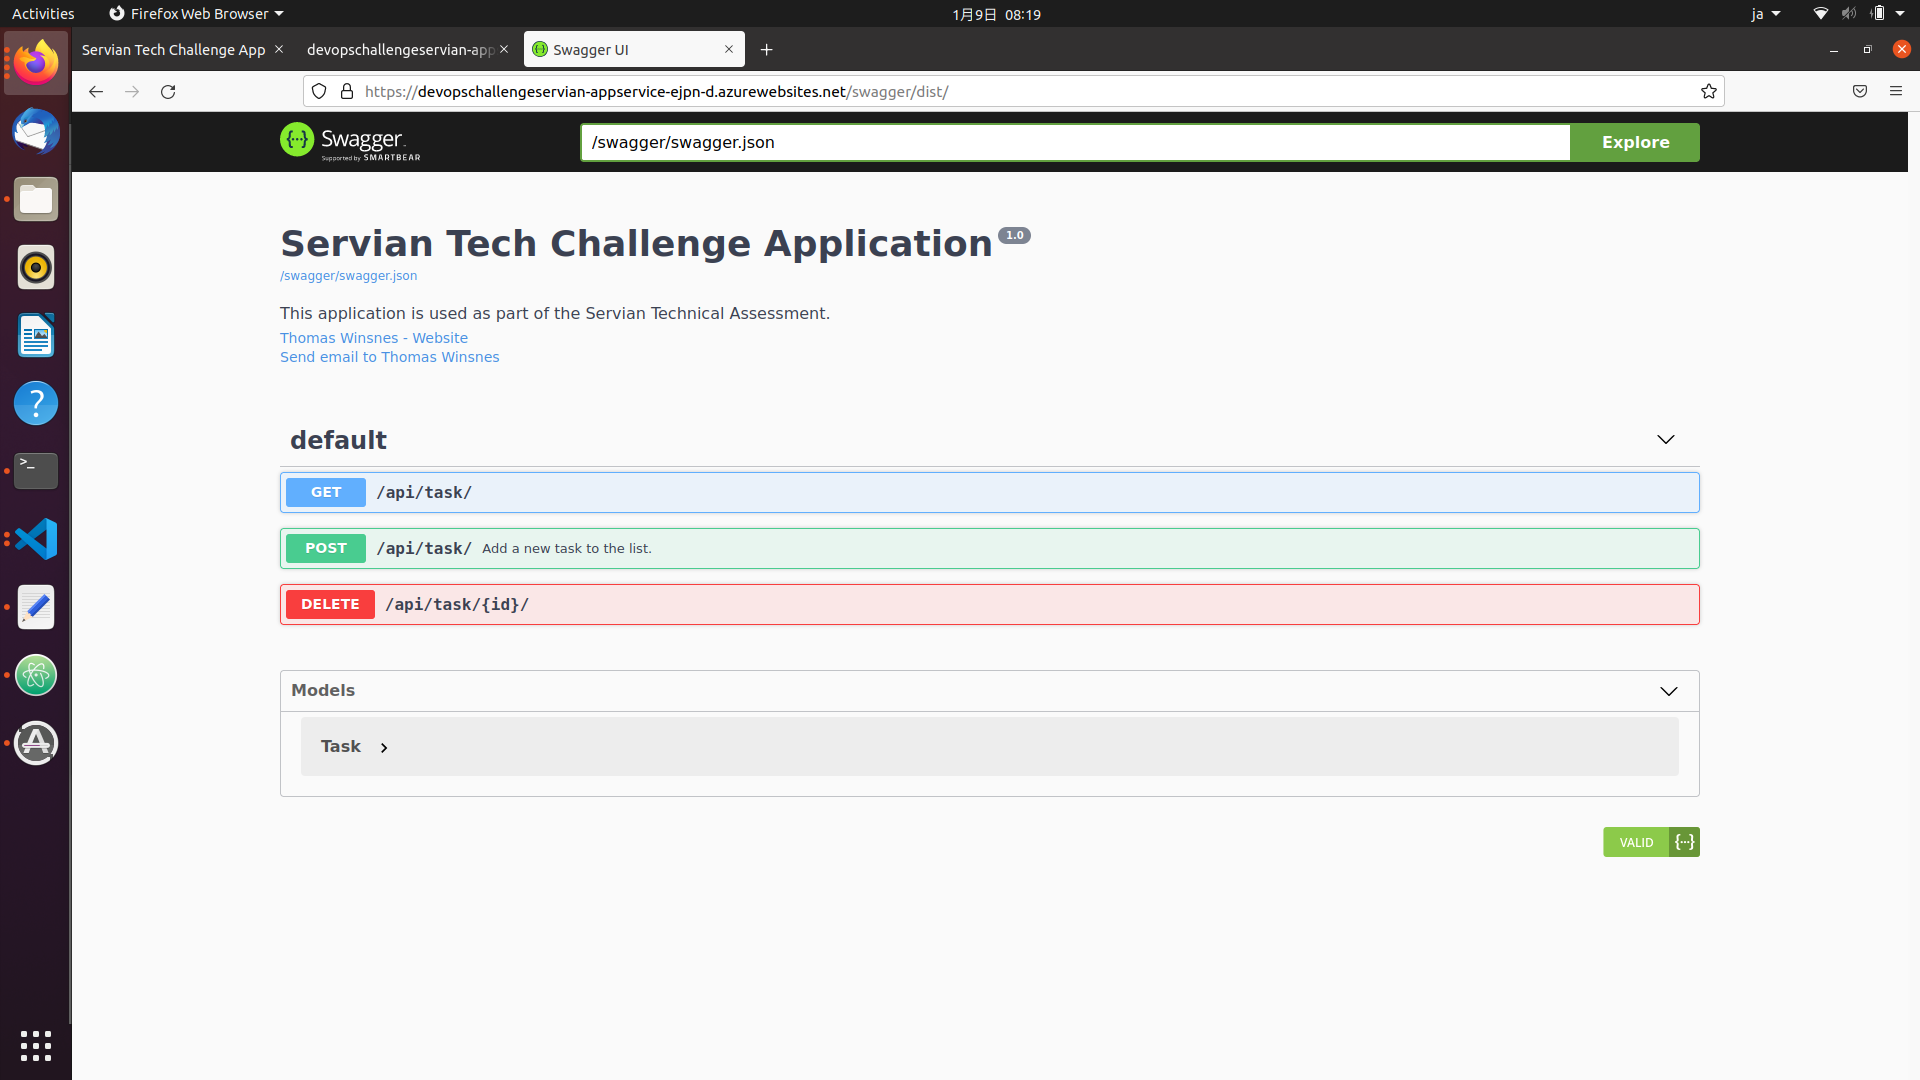 Activities Firefox Web Browser 1月9日 08:19 ja
Servian Tech Challenge App devopschallengeservian-app Swagger UI
https://devopschallengeservian-appservice-ejpn-d.azurewebsites.net/swagger/dist/
{···} Swagger. /swagger/swagger.json Explore
Supported by SMARTBEAR
Servian Tech Challenge Application 1.0
/swagger/swagger.json
This application is used as part of the Servian Technical Assessment.
Thomas Winsnes - Website
Send email to Thomas Winsnes
default
GET /api/task/
POST /api/task/ Add a new task to the list.
DELETE /api/task/{id}/
Models
Task
VALID {···}